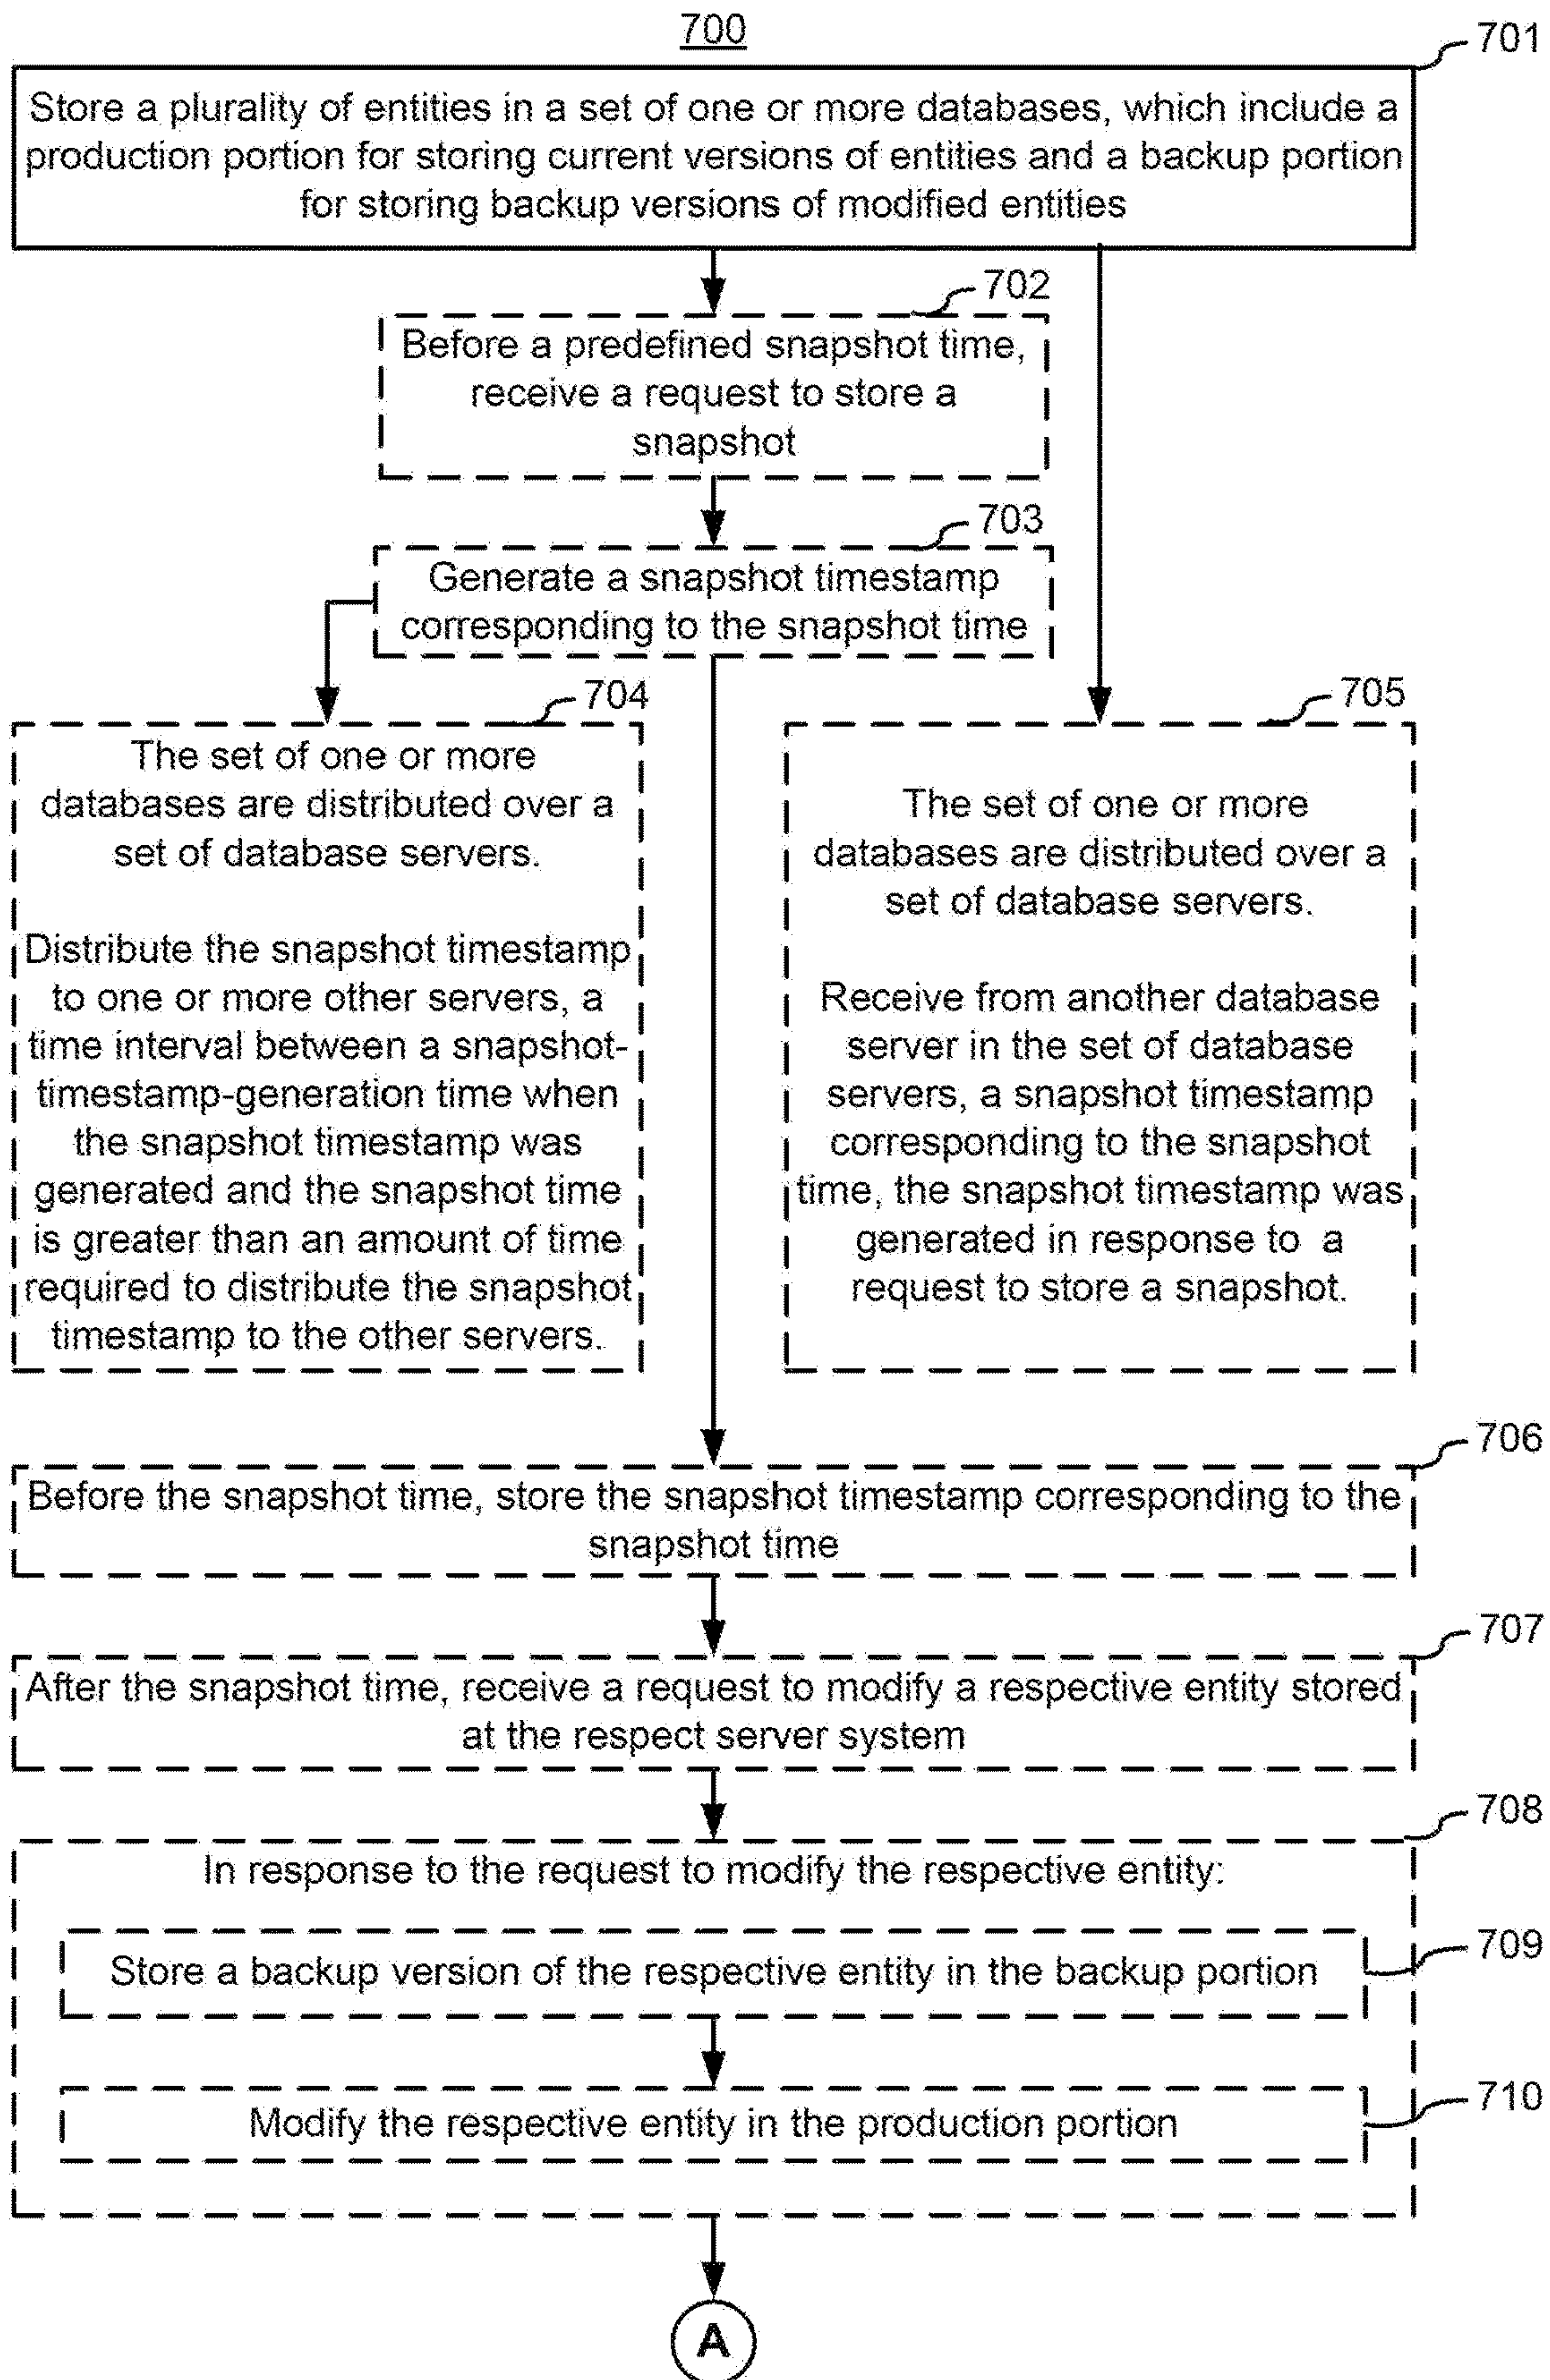 700
701
Store a plurality of entities in a set of one or more databases, which include a
production portion for storing current versions of entities and a backup portion
for storing backup versions of modified entities
702
Before a predefined snapshot time,
receive a request to store a
snapshot
703
Generate a snapshot timestamp
corresponding to the snapshot time
704
The set of one or more
databases are distributed over a
set of database servers.
Distribute the snapshot timestamp
to one or more other servers, a
time interval between a snapshot-
timestamp-generation time when
the snapshot timestamp was
generated and the snapshot time
is greater than an amount of time
required to distribute the snapshot
timestamp to the other servers.
705
The set of one or more
databases are distributed over a
set of database servers.
Receive from another database
server in the set of database
servers, a snapshot timestamp
corresponding to the snapshot
time, the snapshot timestamp was
generated in response to a
request to store a snapshot.
706
Before the snapshot time, store the snapshot timestamp corresponding to the
snapshot time
707
After the snapshot time, receive a request to modify a respective entity stored
at the respect server system
708
In response to the request to modify the respective entity:
709
Store a backup version of the respective entity in the backup portion
710
Modify the respective entity in the production portion
A